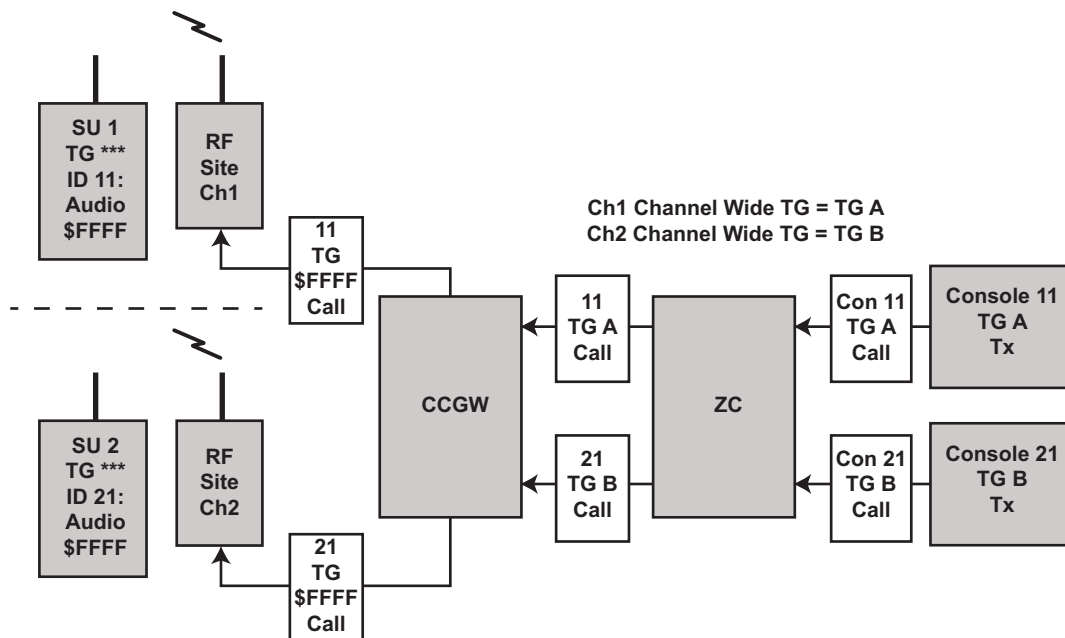 SU 1
TG ***
ID 11:
Audio
$FFFF
RF
Site
Ch1
11
TG
$FFFF
Call
Ch1 Channel Wide TG = TG A
Ch2 Channel Wide TG = TG B
CCGW
11
TG A
Call
ZC
Con 11
TG A
Call
Console 11
TG A
Tx
SU 2
TG ***
ID 21:
Audio
$FFFF
RF
Site
Ch2
21
TG
$FFFF
Call
21
TG B
Call
Con 21
TG B
Call
Console 21
TG B
Tx